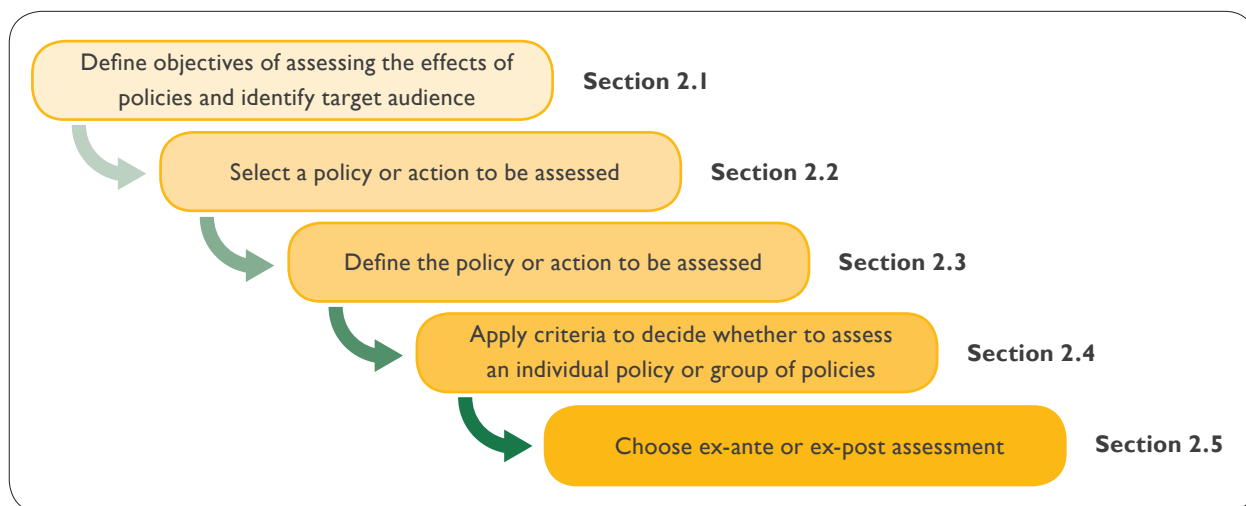 Define objectives of assessing the effects of
policies and identify target audience
Section 2.1
Select a policy or action to be assessed
Section 2.2
Define the policy or action to be assessed
Section 2.3
Apply criteria to decide whether to assess
an individual policy or group of policies
Section 2.4
Choose ex-ante or ex-post assessment
Section 2.5